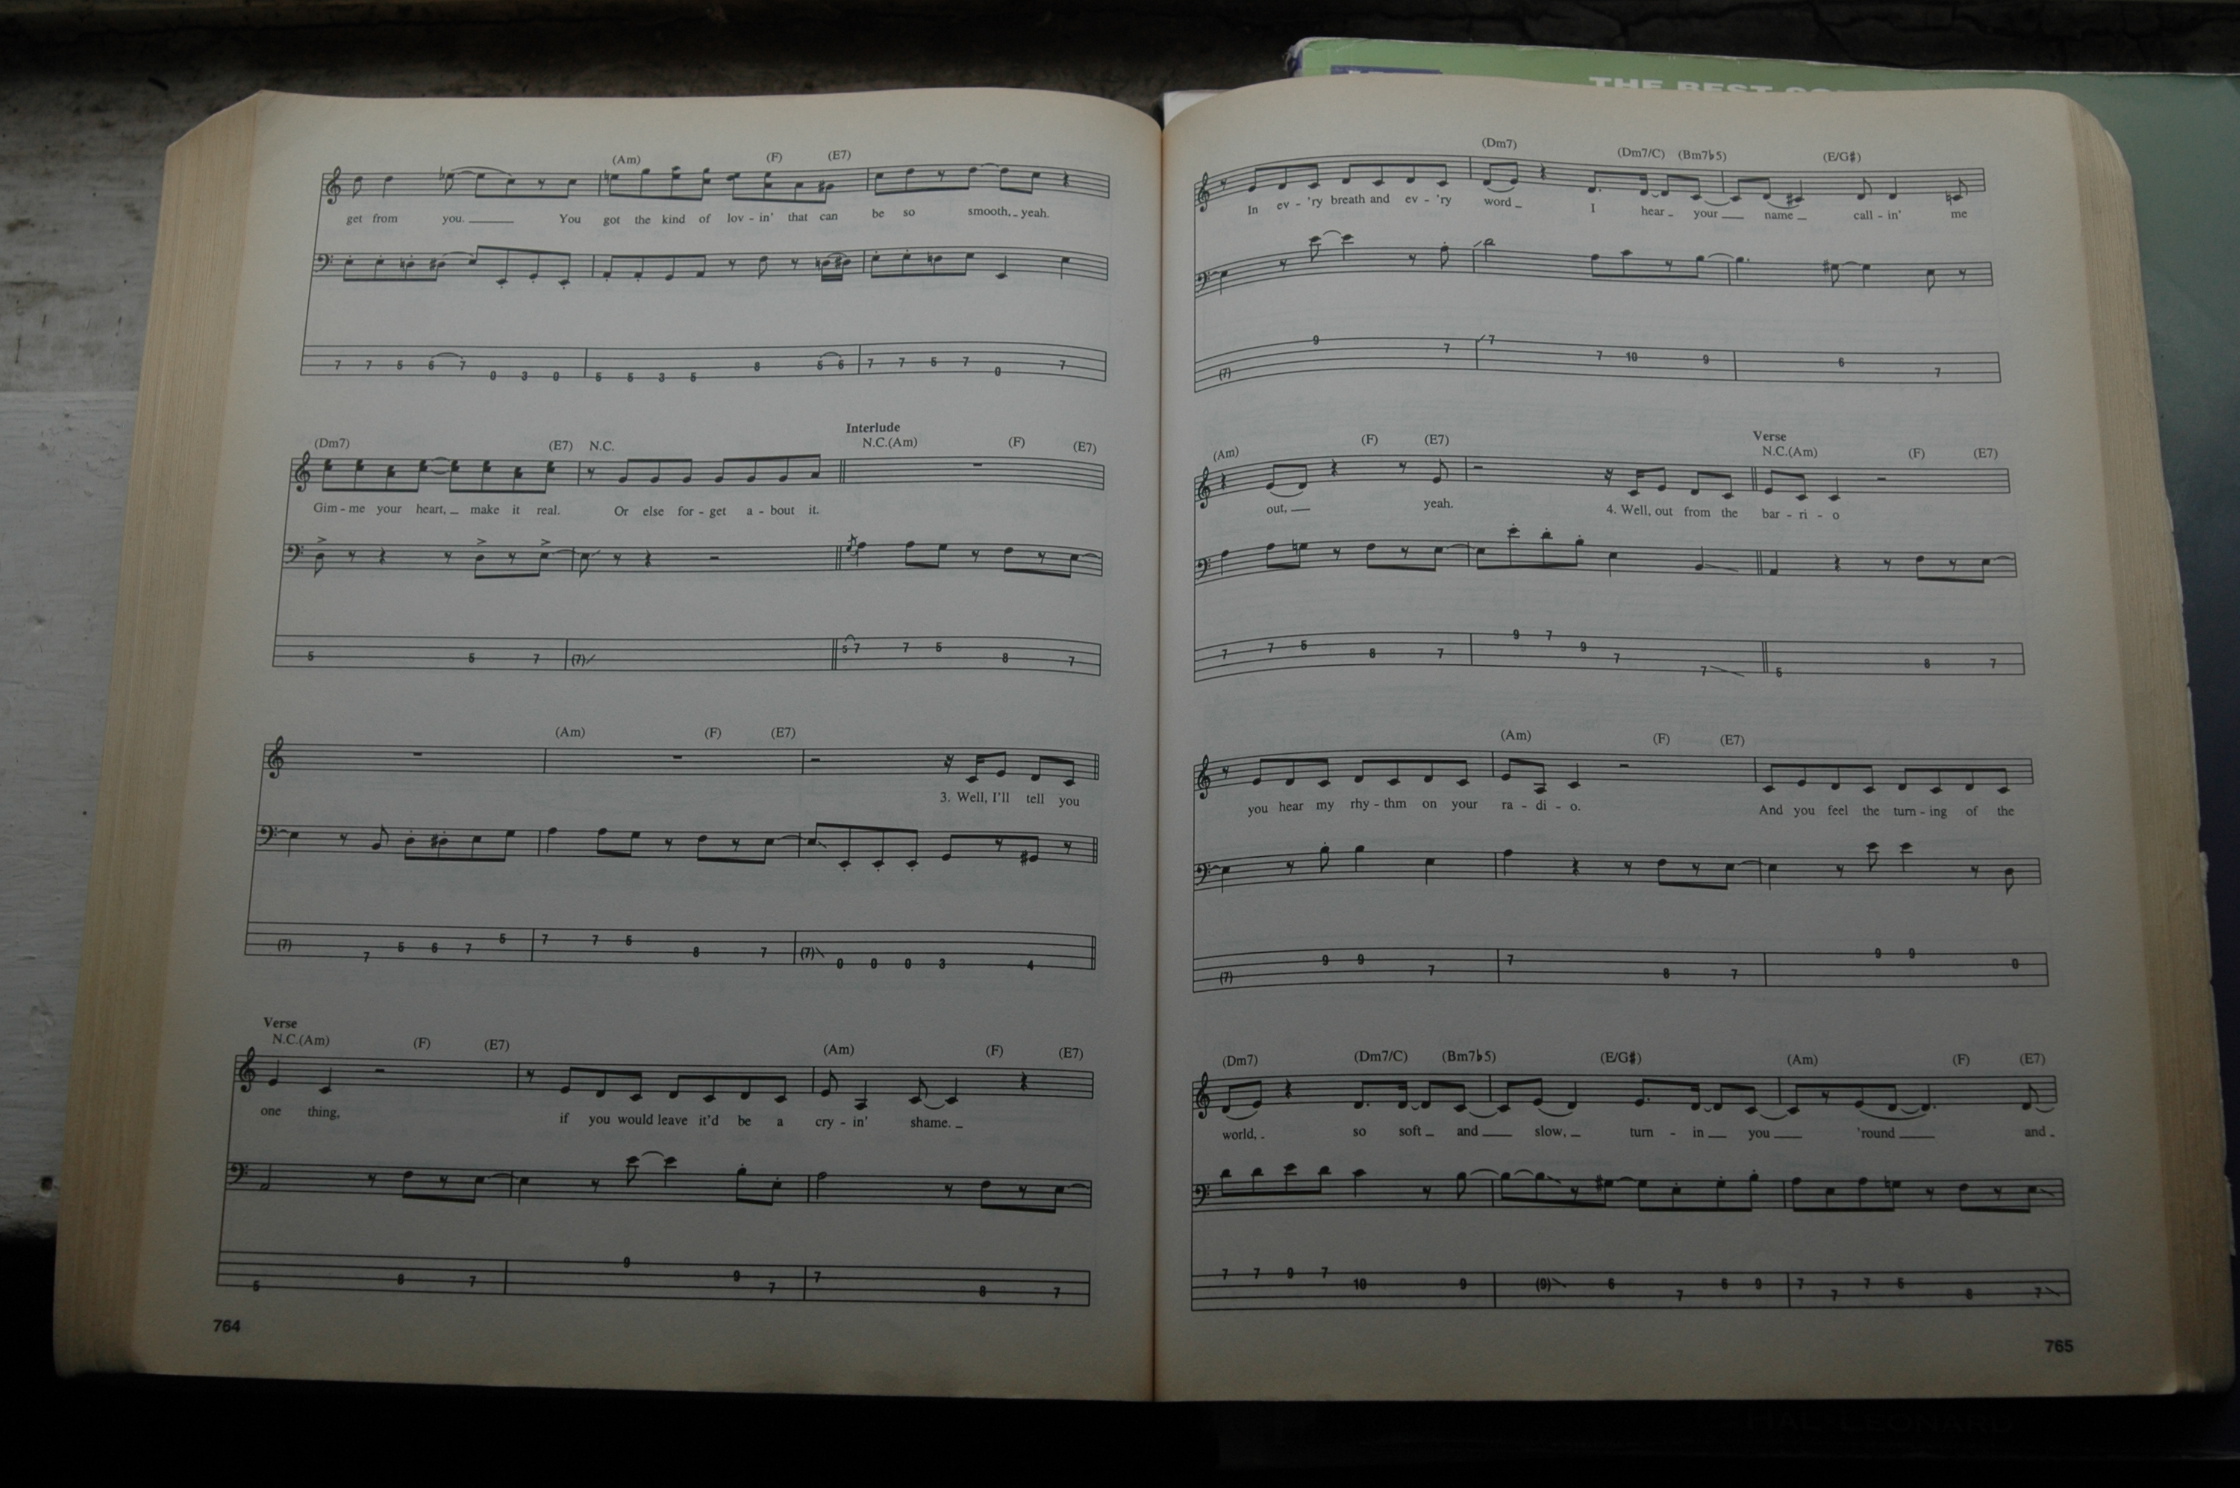 THE BEST
(Am) (F) (E7)
get from you. You got the kind of lov - in' that can be so smooth, yeah.
7 7 5 6 7 0 3 0 5 5 3 5 8 5 6 7 7 5 7 0 7
(Dm7) (E7) N.C. Interlude N.C.(Am) (F) (E7)
Gim - me your heart, make it real. Or else for - get a - bout it.
5 5 7 (7) 5 7 7 5 8 7
(Am) (F) (E7)
3. Well, I'll tell you
(7) 7 5 6 7 5 7 7 5 8 7 (7) 0 0 0 3 4
Verse
N.C.(Am) (F) (E7) (Am) (F) (E7)
one thing, if you would leave it'd be a cry - in' shame.
5 8 7 9 9 7 7 8 7
764
(Dm7) (Dm7/C) (Bm7♭5) (E/G♯)
In ev - 'ry breath and ev - 'ry word I hear your name call - in' me
(7) 9 7 7 7 10 9 6 7
(Am) (F) (E7) Verse N.C.(Am) (F) (E7)
out, yeah. 4. Well, out from the bar - ri - o
7 7 5 8 7 9 7 9 7 7 5 8 7
(Am) (F) (E7)
you hear my rhy - thm on your ra - di - o. And you feel the turn - ing of the
(7) 9 9 7 7 8 7 9 9 0
(Dm7) (Dm7/C) (Bm7♭5) (E/G♯) (Am) (F) (E7)
world, so soft and slow, turn - in you 'round and
7 7 9 7 10 9 (9) 6 7 6 9 7 7 7 5 8 7
765
HAL LEONARD